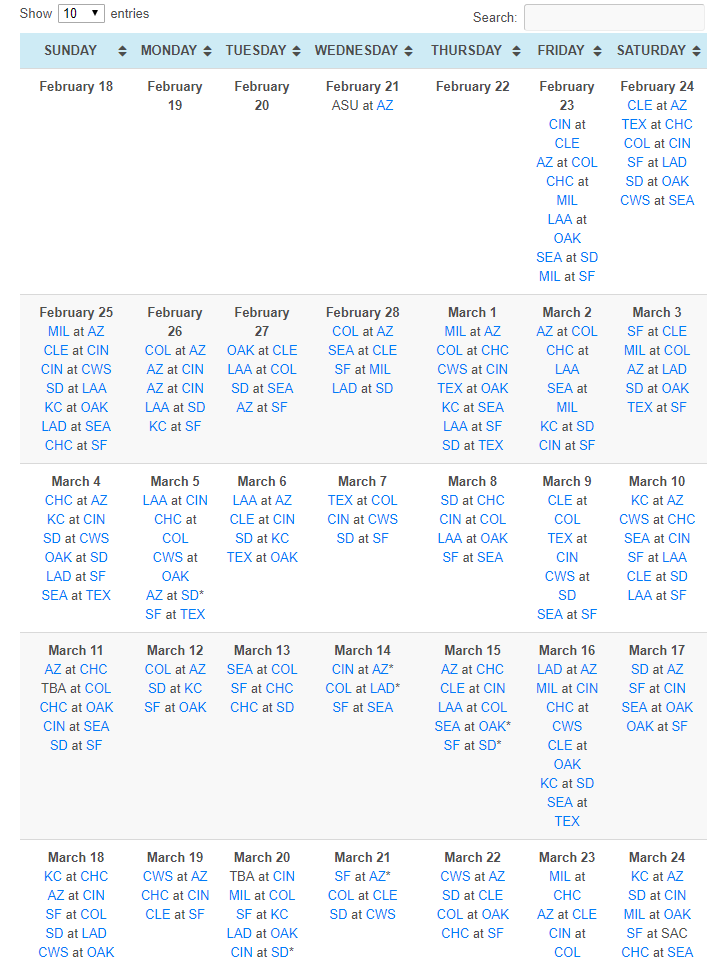 Show 10 entries
Search:
SUNDAY
MONDAY
TUESDAY
WEDNESDAY
THURSDAY
FRIDAY
SATURDAY
February 18
February
19
February
20
February 21
ASU at AZ
February 22
February
23
CIN at
CLE
AZ at COL
CHC at
MIL
LAA at
OAK
SEA at SD
MIL at SF
February 24
CLE at AZ
TEX at CHC
COL at CIN
SF at LAD
SD at OAK
CWS at SEA
February 25
MIL at AZ
CLE at CIN
CIN at CWS
SD at LAA
KC at OAK
LAD at SEA
CHC at SF
February
26
COL at AZ
AZ at CIN
AZ at CIN
LAA at SD
KC at SF
February
27
OAK at CLE
LAA at COL
SD at SEA
AZ at SF
February 28
COL at AZ
SEA at CLE
SF at MIL
LAD at SD
March 1
MIL at AZ
COL at CHC
CWS at CIN
TEX at OAK
KC at SEA
LAA at SF
SD at TEX
March 2
AZ at COL
CHC at
LAA
SEA at
MIL
KC at SD
CIN at SF
March 3
SF at CLE
MIL at COL
AZ at LAD
SD at OAK
TEX at SF
March 4
CHC at AZ
KC at CIN
SD at CWS
OAK at SD
LAD at SF
SEA at TEX
March 5
LAA at CIN
CHC at
COL
CWS at
OAK
AZ at SD*
SF at TEX
March 6
LAA at AZ
CLE at CIN
SD at KC
TEX at OAK
March 7
TEX at COL
CIN at CWS
SD at SF
March 8
SD at CHC
CIN at COL
LAA at OAK
SF at SEA
March 9
CLE at
COL
TEX at
CIN
CWS at
SD
SEA at SF
March 10
KC at AZ
CWS at CHC
SEA at CIN
SF at LAA
CLE at SD
LAA at SF
March 11
AZ at CHC
TBA at COL
CHC at OAK
CIN at SEA
SD at SF
March 12
COL at AZ
SD at KC
SF at OAK
March 13
SEA at COL
SF at CHC
CHC at SD
March 14
CIN at AZ*
COL at LAD*
SF at SEA
March 15
AZ at CHC
CLE at CIN
LAA at COL
SEA at OAK*
SF at SD*
March 16
LAD at AZ
MIL at CIN
CHC at
CWS
CLE at
OAK
KC at SD
SEA at
TEX
March 17
SD at AZ
SF at CIN
SEA at OAK
OAK at SF
March 18
KC at CHC
AZ at CIN
SF at COL
SD at LAD
CWS at OAK
March 19
CWS at AZ
CHC at CIN
CLE at SF
March 20
TBA at CIN
MIL at COL
SF at KC
LAD at OAK
CIN at SD*
March 21
SF at AZ*
COL at CLE
SD at CWS
March 22
CWS at AZ
SD at CLE
COL at OAK
CHC at SF
March 23
MIL at
CHC
AZ at CLE
CIN at
COL
March 24
KC at AZ
SD at CIN
MIL at OAK
SF at SAC
CHC at SEA